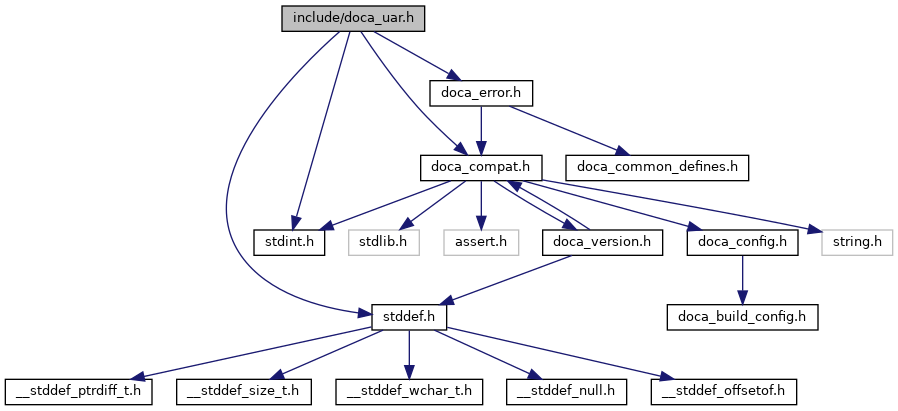 include/doca_uar.h
doca_error.h
doca_compat.h
doca_common_defines.h
stdint.h
stdlib.h
assert.h
doca_version.h
doca_config.h
string.h
stddef.h
doca_build_config.h
__stddef_ptrdiff_t.h
__stddef_size_t.h
__stddef_wchar_t.h
__stddef_null.h
__stddef_offsetof.h